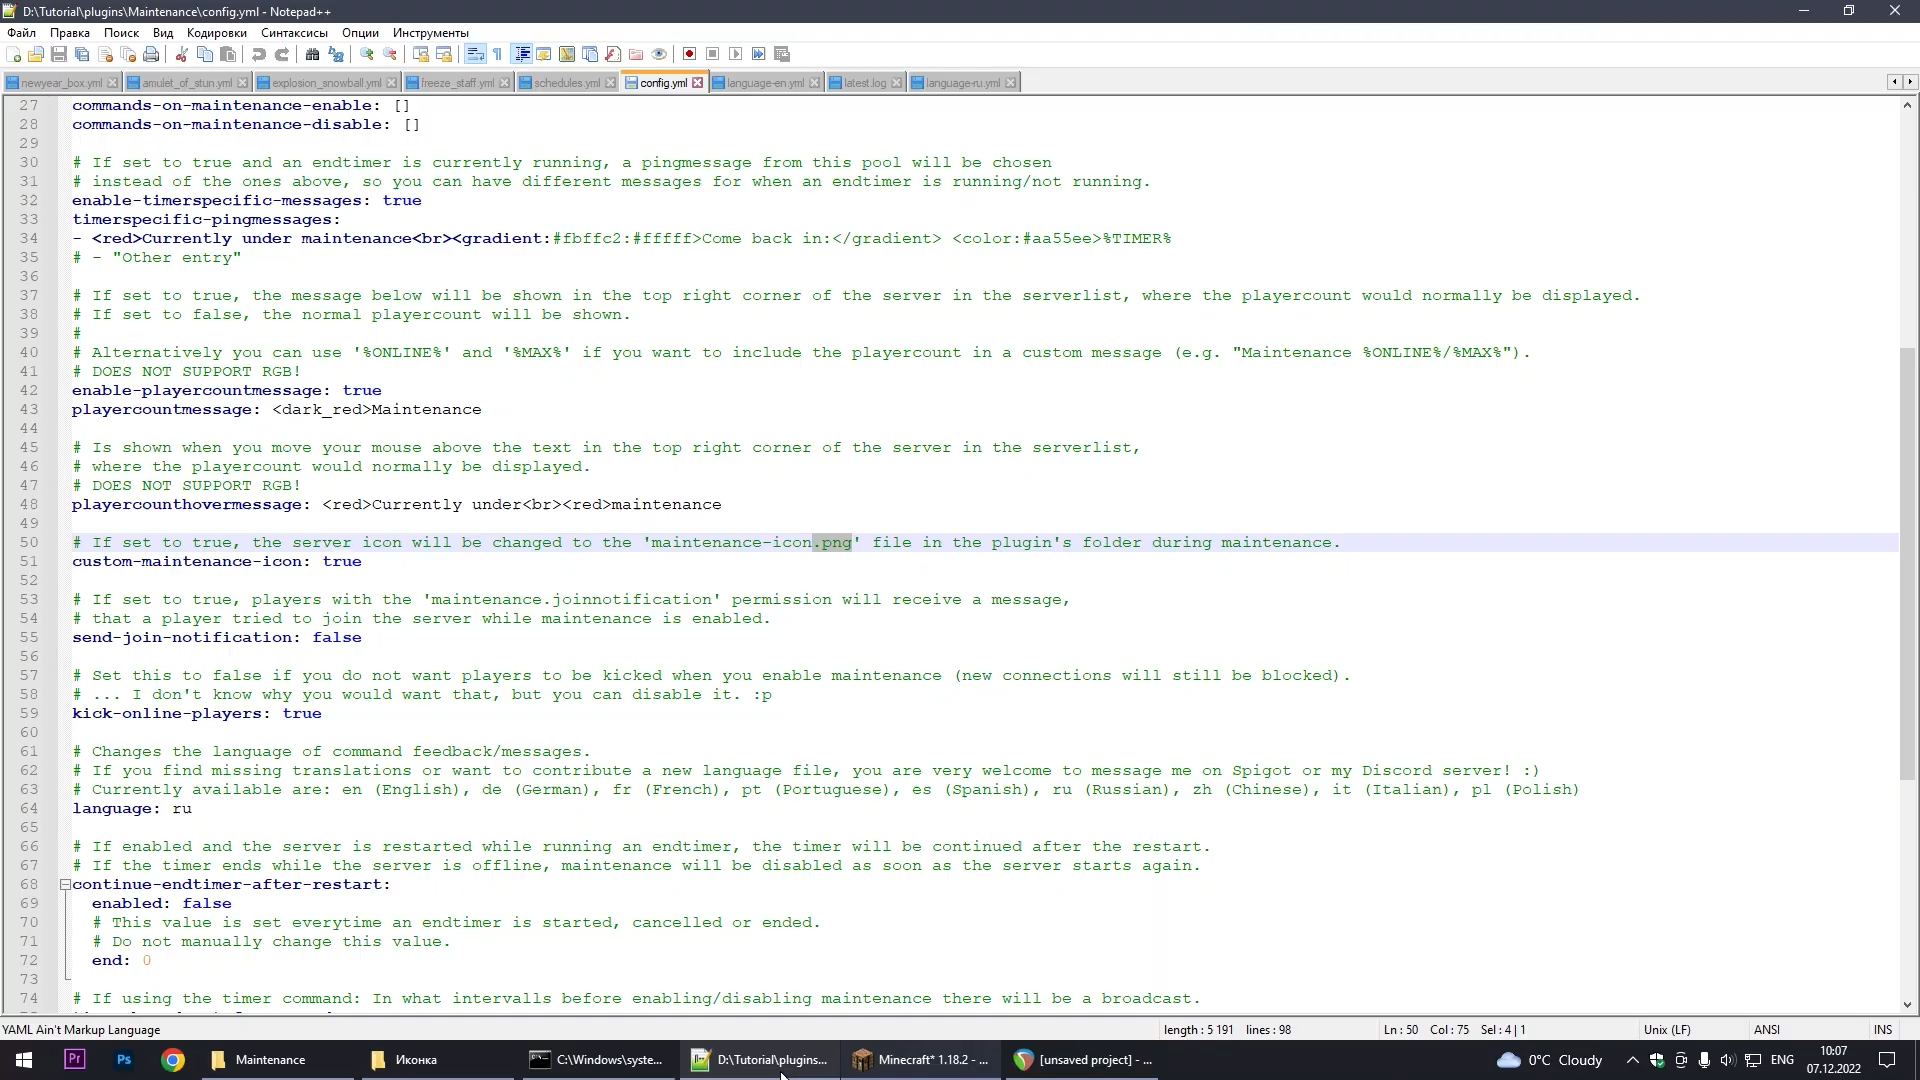 D:\Tutorial\plugins\Maintenance\config.yml - Notepad++
Файл Правка Поиск Вид Кодировки Синтаксисы Опции Инструменты
newyear_box.yml amulet_of_stun.yml explosion_snowball.yml freeze_staff.yml schedules.yml config.yml language-en.yml latest.log language-ru.yml
27 commands-on-maintenance-enable: []
28 commands-on-maintenance-disable: []
29
30 # If set to true and an endtimer is currently running, a pingmessage from this pool will be chosen
31 # instead of the ones above, so you can have different messages for when an endtimer is running/not running.
32 enable-timerspecific-messages: true
33 timerspecific-pingmessages:
34 - <red>Currently under maintenance<br><gradient:#fbffc2:#fffff>Come back in:</gradient> <color:#aa55ee>%TIMER%
35 # - "Other entry"
36
37 # If set to true, the message below will be shown in the top right corner of the server in the serverlist, where the playercount would normally be displayed.
38 # If set to false, the normal playercount will be shown.
39 #
40 # Alternatively you can use '%ONLINE%' and '%MAX%' if you want to include the playercount in a custom message (e.g. "Maintenance %ONLINE%/%MAX%").
41 # DOES NOT SUPPORT RGB!
42 enable-playercountmessage: true
43 playercountmessage: <dark_red>Maintenance
44
45 # Is shown when you move your mouse above the text in the top right corner of the server in the serverlist,
46 # where the playercount would normally be displayed.
47 # DOES NOT SUPPORT RGB!
48 playercounthovermessage: <red>Currently under<br><red>maintenance
49
50 # If set to true, the server icon will be changed to the 'maintenance-icon.png' file in the plugin's folder during maintenance.
51 custom-maintenance-icon: true
52
53 # If set to true, players with the 'maintenance.joinnotification' permission will receive a message,
54 # that a player tried to join the server while maintenance is enabled.
55 send-join-notification: false
56
57 # Set this to false if you do not want players to be kicked when you enable maintenance (new connections will still be blocked).
58 # ... I don't know why you would want that, but you can disable it. :p
59 kick-online-players: true
60
61 # Changes the language of command feedback/messages.
62 # If you find missing translations or want to contribute a new language file, you are very welcome to message me on Spigot or my Discord server! :)
63 # Currently available are: en (English), de (German), fr (French), pt (Portuguese), es (Spanish), ru (Russian), zh (Chinese), it (Italian), pl (Polish)
64 language: ru
65
66 # If enabled and the server is restarted while running an endtimer, the timer will be continued after the restart.
67 # If the timer ends while the server is offline, maintenance will be disabled as soon as the server starts again.
68 continue-endtimer-after-restart:
69 enabled: false
70 # This value is set everytime an endtimer is started, cancelled or ended.
71 # Do not manually change this value.
72 end: 0
73
74 # If using the timer command: In what intervalls before enabling/disabling maintenance there will be a broadcast.
YAML Ain't Markup Language length : 5 191 lines : 98 Ln : 50 Col : 75 Sel : 4 | 1 Unix (LF) ANSI INS
Pr Ps Maintenance Иконка C:\Windows\syste... D:\Tutorial\plugins... Minecraft* 1.18.2 - ... [unsaved project] - ... 0°C Cloudy ENG 10:07
07.12.2022